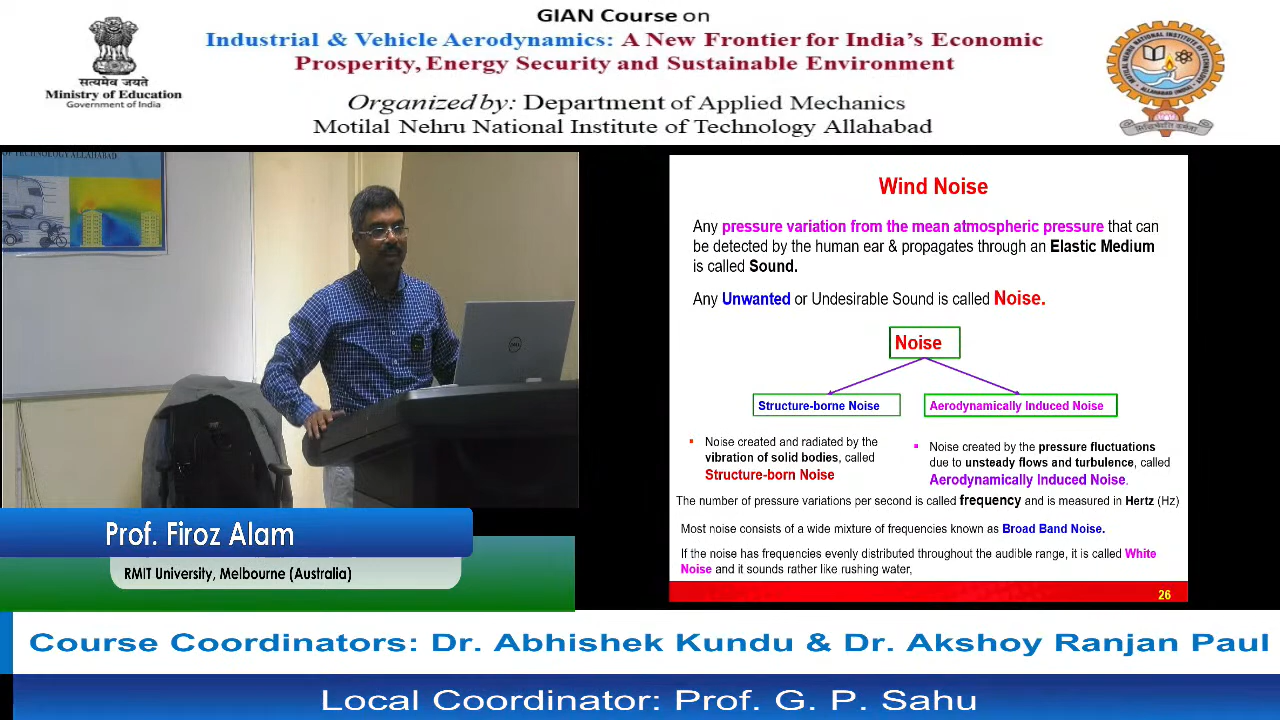 GIAN Course on
Industrial & Vehicle Aerodynamics: A New Frontier for India's Economic
Prosperity, Energy Security and Sustainable Environment
Organized by: Department of Applied Mechanics
Motilal Nehru National Institute of Technology Allahabad
सत्यमेव जयते
Ministry of Education
Government of India
OF TECHNOLOGY ALLAHABAD
DELL
Wind Noise
Any pressure variation from the mean atmospheric pressure that can
be detected by the human ear & propagates through an Elastic Medium
is called Sound.
Any Unwanted or Undesirable Sound is called Noise.
Noise
Structure-borne Noise
Aerodynamically Induced Noise
▪ Noise created and radiated by the
vibration of solid bodies, called
Structure-born Noise
▪ Noise created by the pressure fluctuations
due to unsteady flows and turbulence, called
Aerodynamically Induced Noise.
The number of pressure variations per second is called frequency and is measured in Hertz (Hz)
Most noise consists of a wide mixture of frequencies known as Broad Band Noise.
If the noise has frequencies evenly distributed throughout the audible range, it is called White
Noise and it sounds rather like rushing water,
26
Prof. Firoz Alam
RMIT University, Melbourne (Australia)
Course Coordinators: Dr. Abhishek Kundu & Dr. Akshoy Ranjan Paul
Local Coordinator: Prof. G. P. Sahu